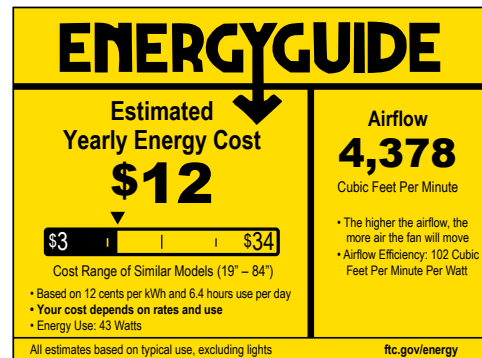 ENERGYGUIDE
Estimated
Yearly Energy Cost
$12
$3
$34
Cost Range of Similar Models (19” – 84”)
• Based on 12 cents per kWh and 6.4 hours use per day
• Your cost depends on rates and use
• Energy Use: 43 Watts
Airflow
4,378
Cubic Feet Per Minute
• The higher the airflow, the
more air the fan will move
• Airflow Efficiency: 102 Cubic
Feet Per Minute Per Watt
All estimates based on typical use, excluding lights
ftc.gov/energy